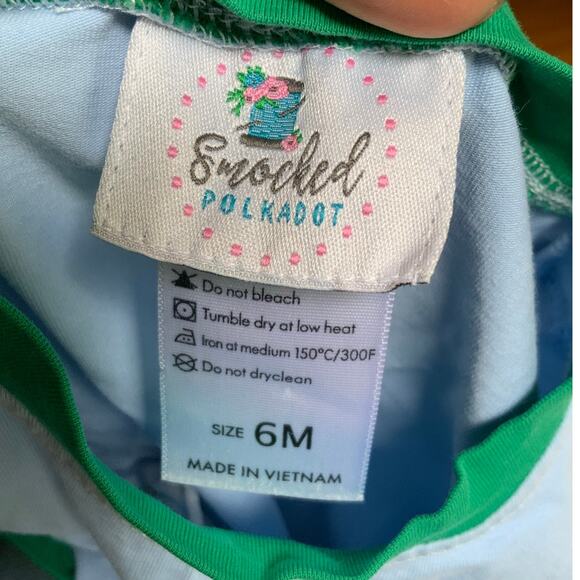 Smocked
POLKADOT
Do not bleach
Tumble dry at low heat
Iron at medium 150°C/300F
Do not dryclean
SIZE 6M
MADE IN VIETNAM